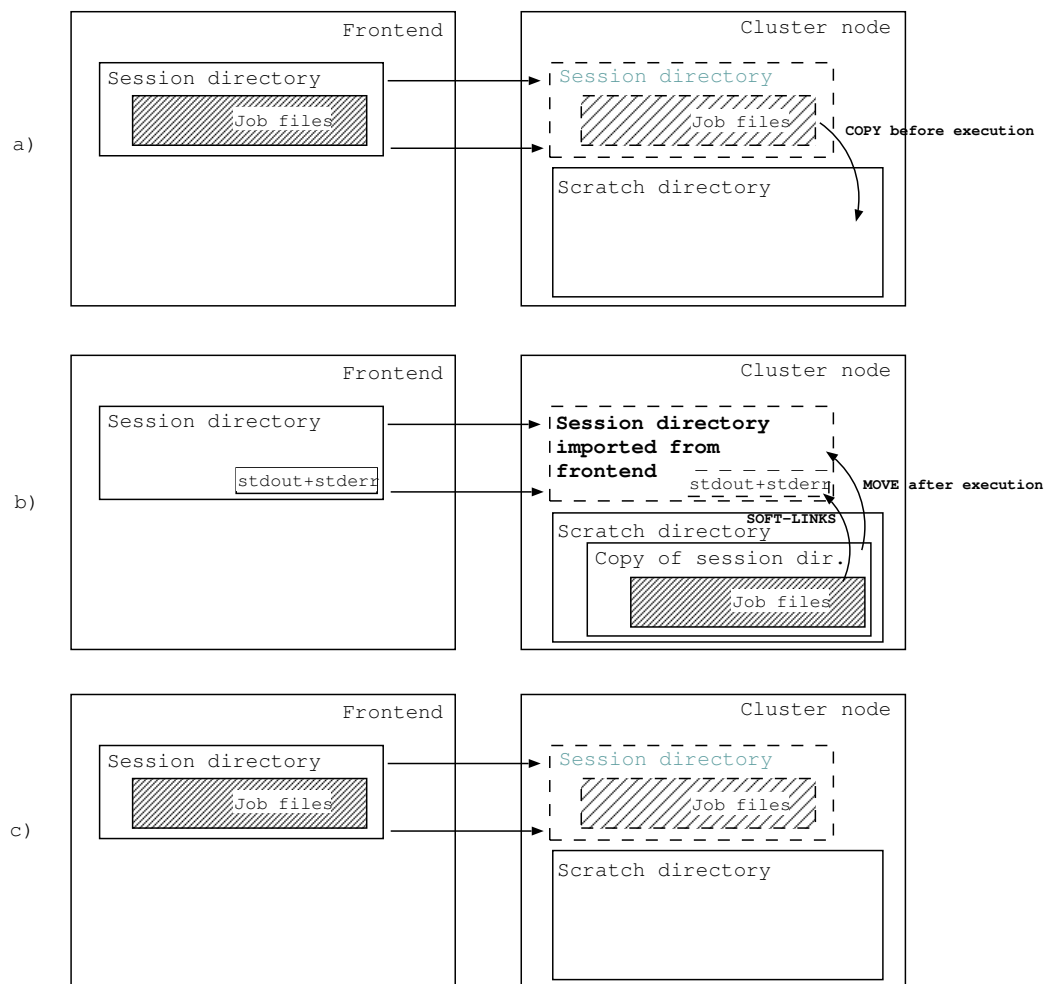 Frontend
Session directory
Job files
Cluster node
Session directory
Job files
COPY before execution
Scratch directory
a)
Frontend
Session directory
stdout+stderr
Cluster node
Session directory
imported from
frontend
stdout+stderr
MOVE after execution
SOFT-LINKS
Scratch directory
Copy of session dir.
Job files
b)
Frontend
Session directory
Job files
Cluster node
Session directory
Job files
Scratch directory
c)